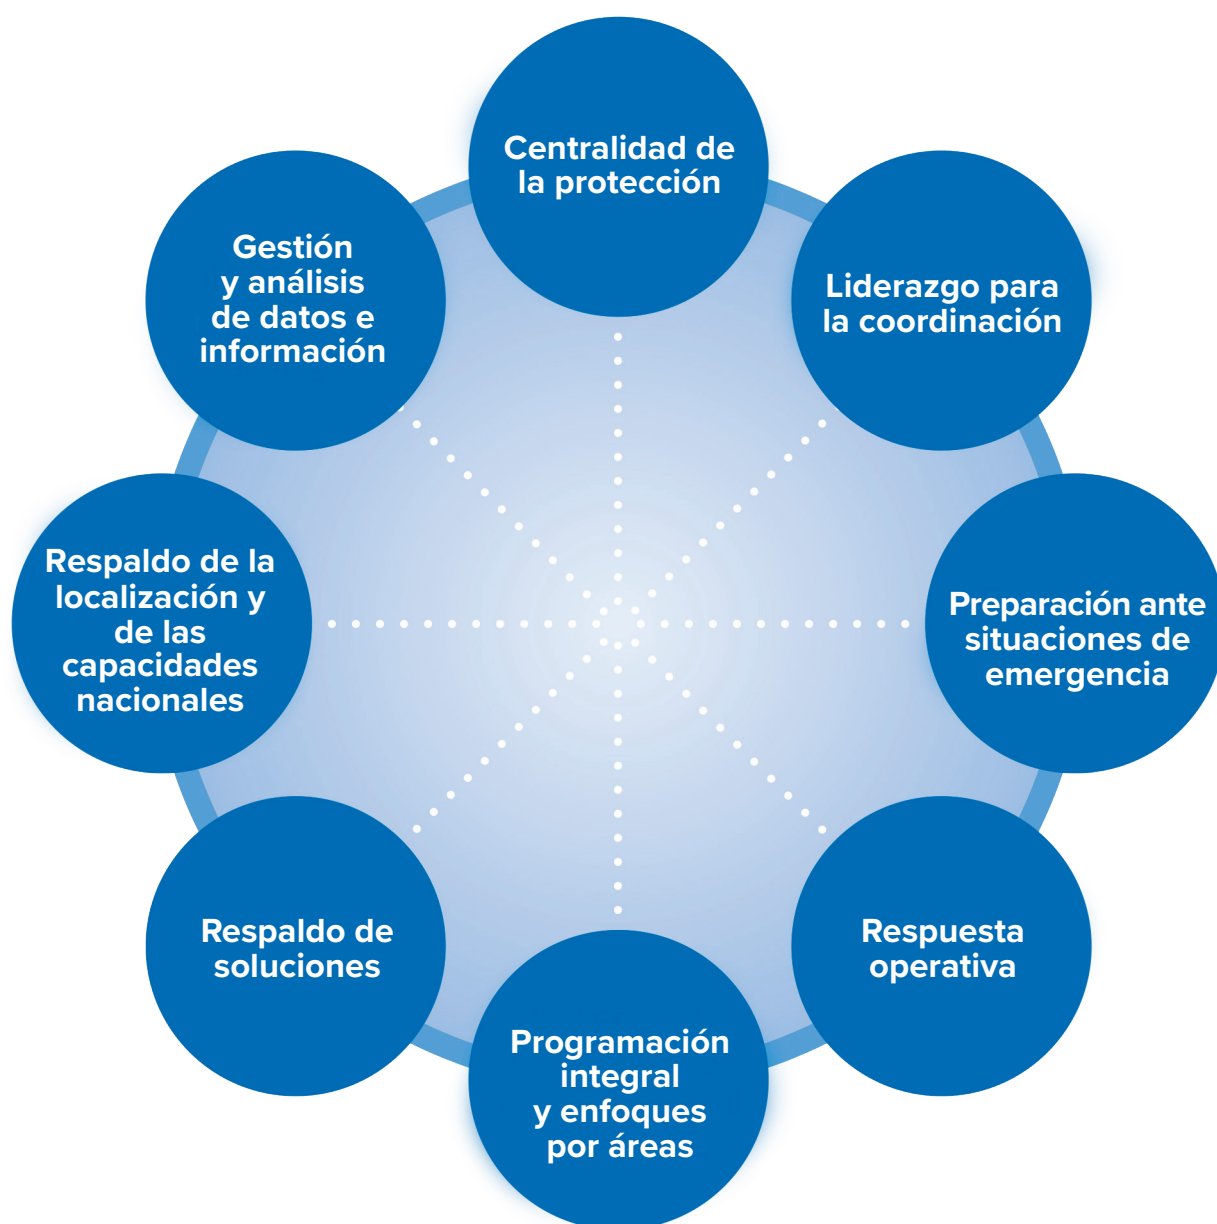 Centralidad de
la protección
Liderazgo para
la coordinación
Preparación ante
situaciones de
emergencia
Respuesta
operativa
Programación
integral
y enfoques
por áreas
Respaldo de
soluciones
Respaldo de la
localización y
de las
capacidades
nacionales
Gestión
y análisis
de datos e
información